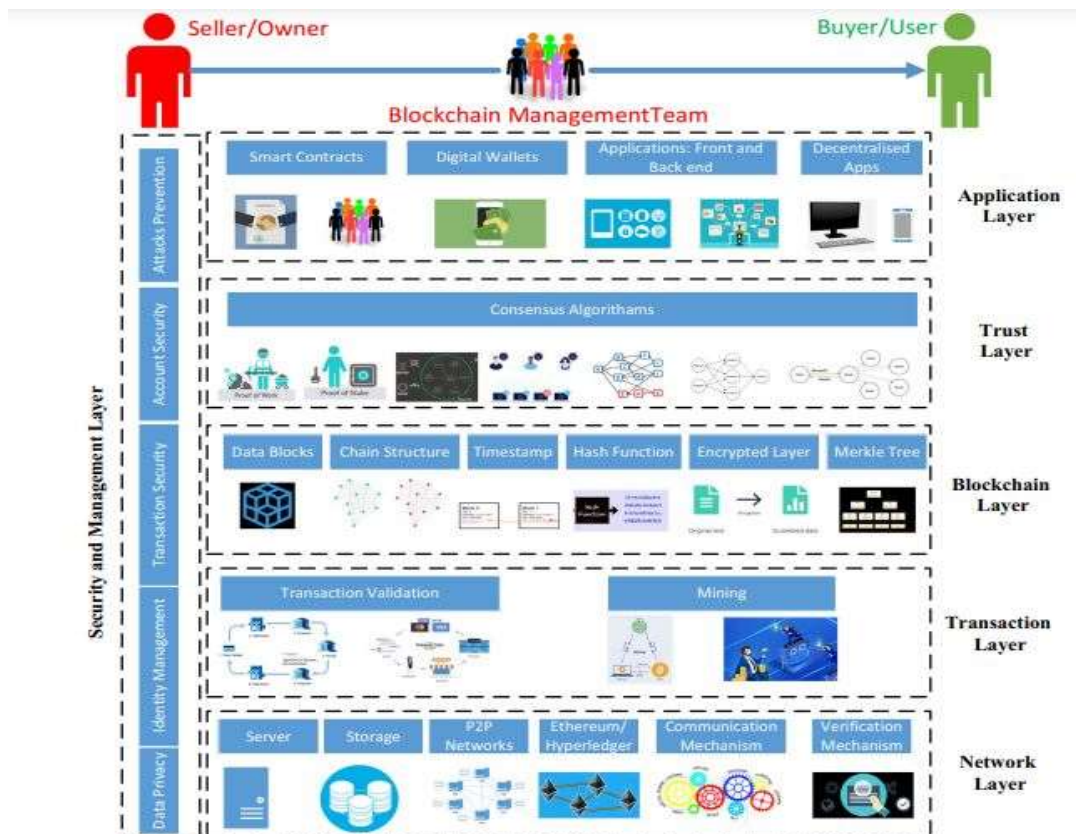 Seller/Owner
Buyer/User
Blockchain ManagementTeam
Security and Management Layer
Attacks Prevention
Account Security
Transaction Security
Identity Management
Data Privacy
Smart Contracts
Digital Wallets
Applications: Front and
Back end
Decentralised
Apps
Application
Layer
Consensus Algorithams
Proof of Work
Proof of Stake
Trust
Layer
Data Blocks
Chain Structure
Timestamp
Hash Function
Encrypted Layer
Merkle Tree
Blockchain
Layer
Transaction Validation
Mining
Transaction
Layer
Server
Storage
P2P
Networks
Ethereum/
Hyperledger
Communication
Mechanism
Verification
Mechanism
Network
Layer